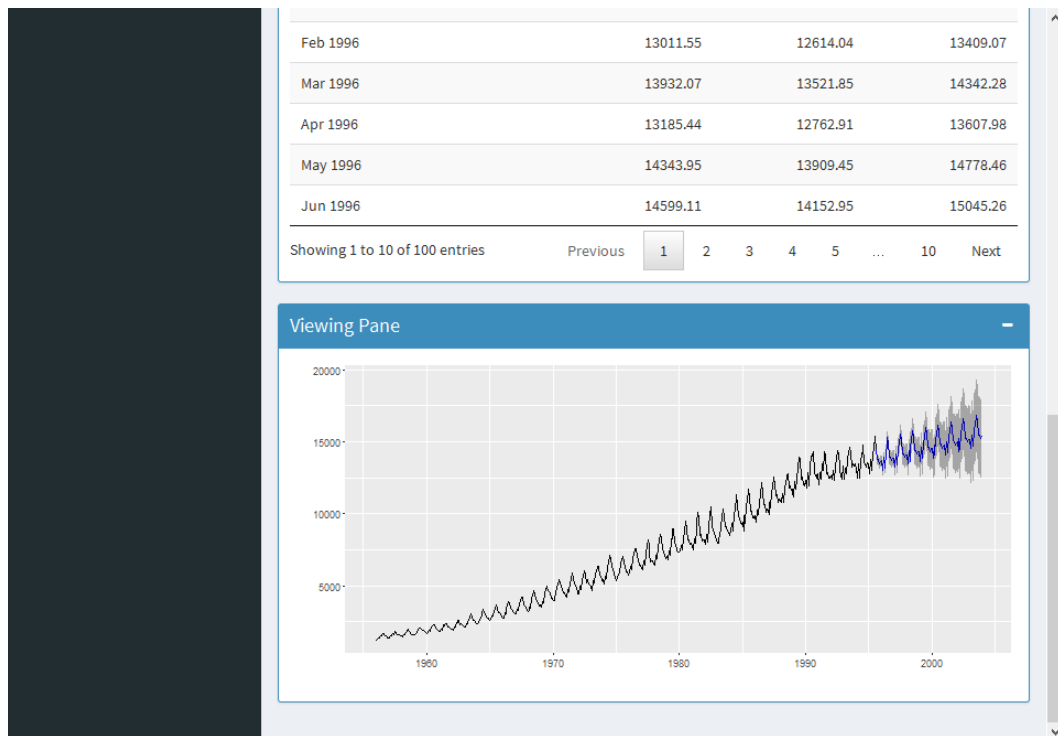 Feb 1996 13011.55 12614.04 13409.07
Mar 1996 13932.07 13521.85 14342.28
Apr 1996 13185.44 12762.91 13607.98
May 1996 14343.95 13909.45 14778.46
Jun 1996 14599.11 14152.95 15045.26
Showing 1 to 10 of 100 entries Previous 1 2 3 4 5 … 10 Next
Viewing Pane
20000
15000
10000
5000
1960 1970 1980 1990 2000